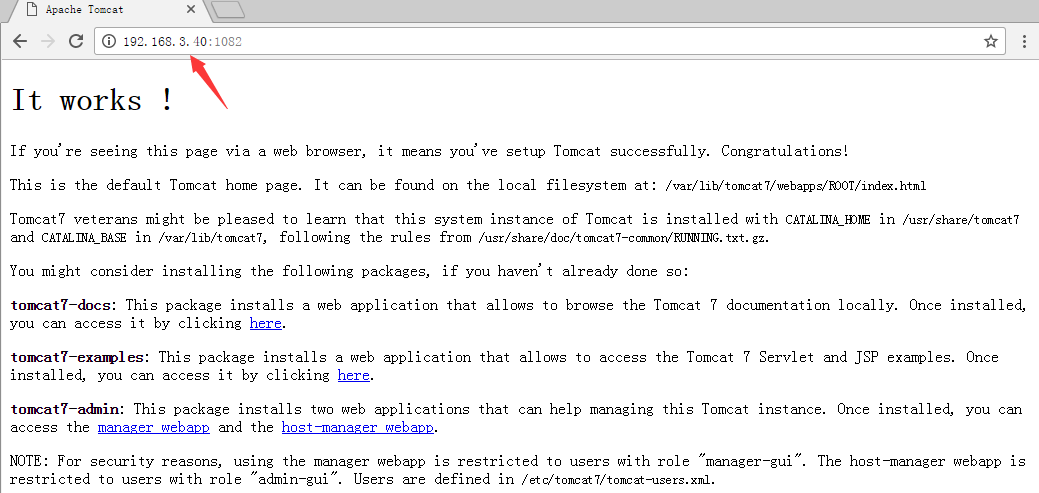 Apache Tomcat
192.168.3.40:1082
It works !
If you're seeing this page via a web browser, it means you've setup Tomcat successfully. Congratulations!
This is the default Tomcat home page. It can be found on the local filesystem at: /var/lib/tomcat7/webapps/ROOT/index.html
Tomcat7 veterans might be pleased to learn that this system instance of Tomcat is installed with CATALINA_HOME in /usr/share/tomcat7
and CATALINA_BASE in /var/lib/tomcat7, following the rules from /usr/share/doc/tomcat7-common/RUNNING.txt.gz.
You might consider installing the following packages, if you haven't already done so:
tomcat7-docs: This package installs a web application that allows to browse the Tomcat 7 documentation locally. Once installed,
you can access it by clicking here.
tomcat7-examples: This package installs a web application that allows to access the Tomcat 7 Servlet and JSP examples. Once
installed, you can access it by clicking here.
tomcat7-admin: This package installs two web applications that can help managing this Tomcat instance. Once installed, you can
access the manager webapp and the host-manager webapp.
NOTE: For security reasons, using the manager webapp is restricted to users with role "manager-gui". The host-manager webapp is
restricted to users with role "admin-gui". Users are defined in /etc/tomcat7/tomcat-users.xml.